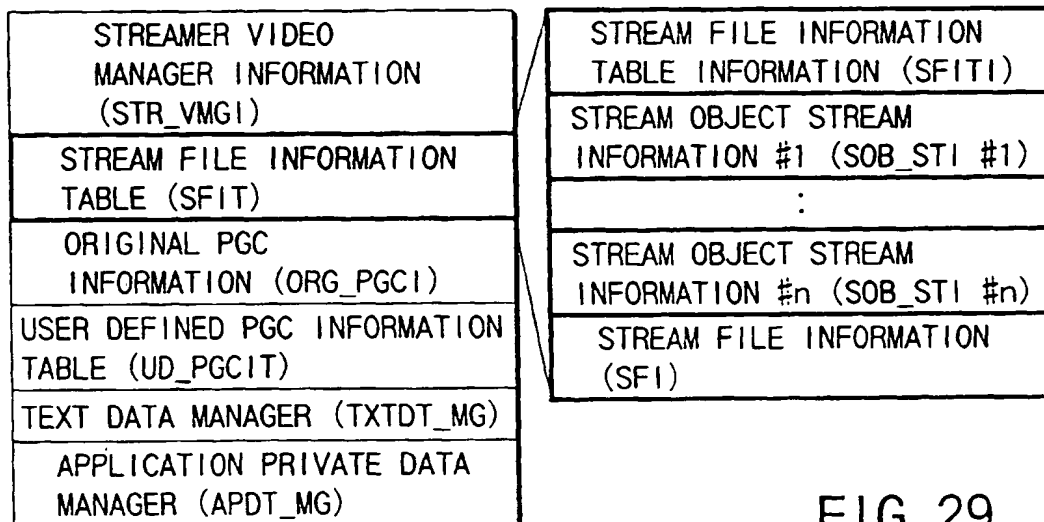 STREAMER VIDEO
MANAGER INFORMATION
(STR_VMGI)
STREAM FILE INFORMATION
TABLE (SFIT)
ORIGINAL PGC
INFORMATION (ORG_PGCI)
USER DEFINED PGC INFORMATION
TABLE (UD_PGCIT)
TEXT DATA MANAGER (TXTDT_MG)
APPLICATION PRIVATE DATA
MANAGER (APDT_MG)
STREAM FILE INFORMATION
TABLE INFORMATION (SFITI)
STREAM OBJECT STREAM
INFORMATION #1 (SOB_STI #1)
:
STREAM OBJECT STREAM
INFORMATION #n (SOB_STI #n)
STREAM FILE INFORMATION
(SFI)
FIG. 29